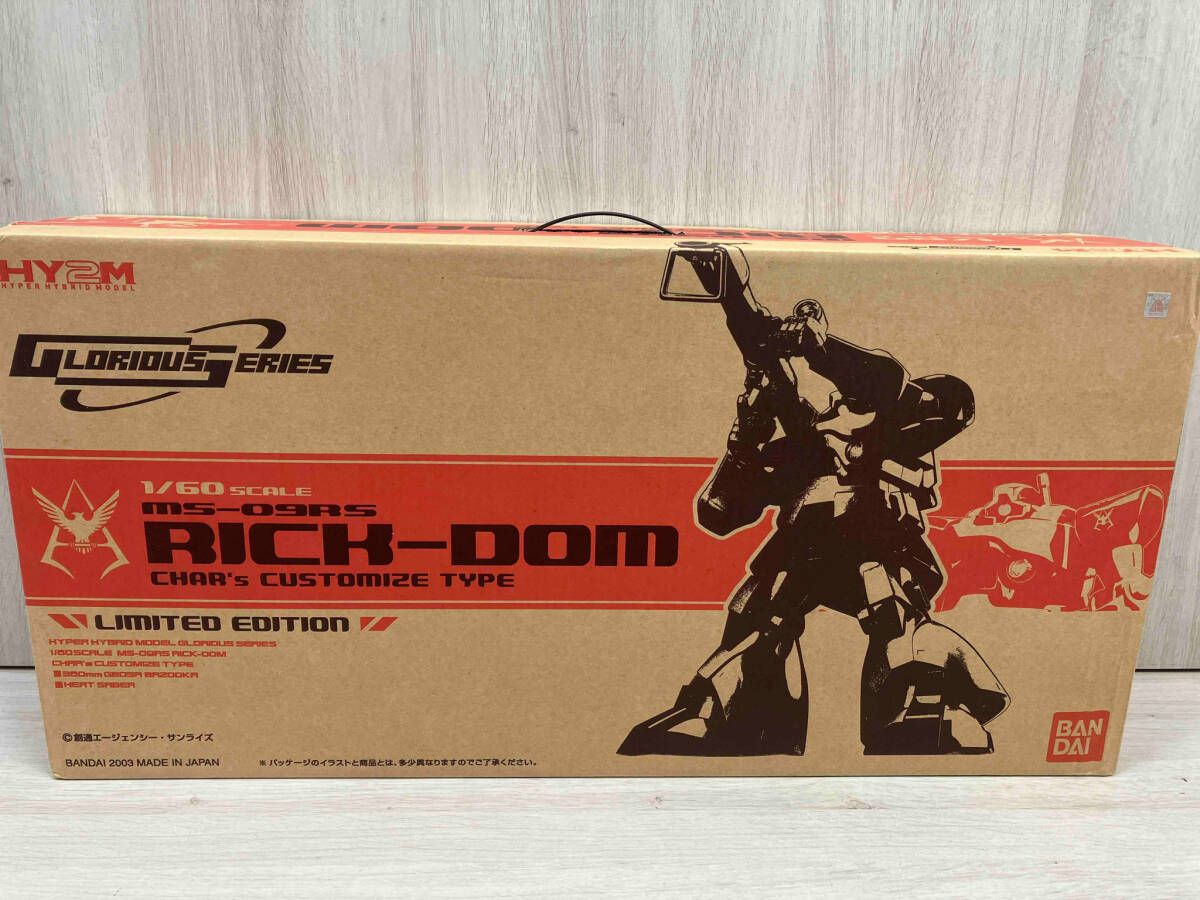 HY2M
HYPER HYBRID MODEL
GLORIOUS SERIES
1/60 SCALE
MS-09RS
RICK-DOM
CHAR's CUSTOMIZE TYPE
LIMITED EDITION
HYPER HYBRID MODEL GLORIOUS SERIES
1/60SCALE MS-09RS RICK-DOM
CHAR's CUSTOMIZE TYPE
360mm GEOSA BAZOOKA
HEAT SABER
©創通エージェンシー・サンライズ
BANDAI 2003 MADE IN JAPAN
※パッケージのイラストと商品とは、多少異なりますのでご了承ください。
BAN
DAI